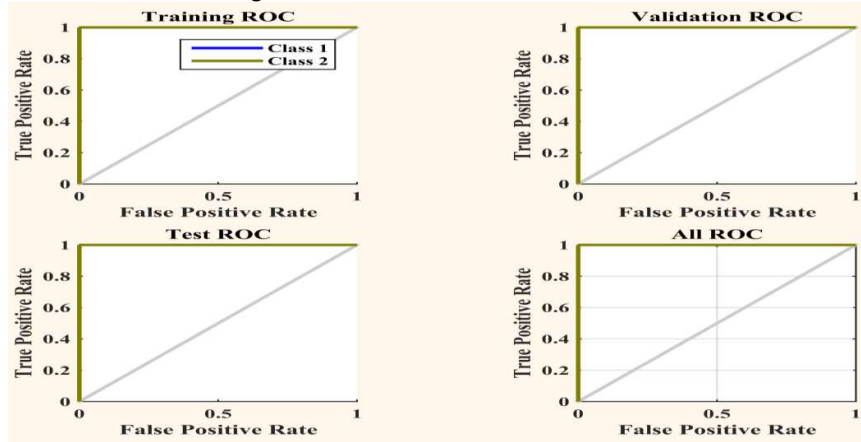 Training ROC
1
0.8
0.6
0.4
0.2
0
Class 1
Class 2
True Positive Rate
0 0.5 1
False Positive Rate
Validation ROC
1
0.8
0.6
0.4
0.2
0
True Positive Rate
0 0.5 1
False Positive Rate
Test ROC
1
0.8
0.6
0.4
0.2
0
True Positive Rate
0 0.5 1
False Positive Rate
All ROC
1
0.8
0.6
0.4
0.2
0
True Positive Rate
0 0.5 1
False Positive Rate